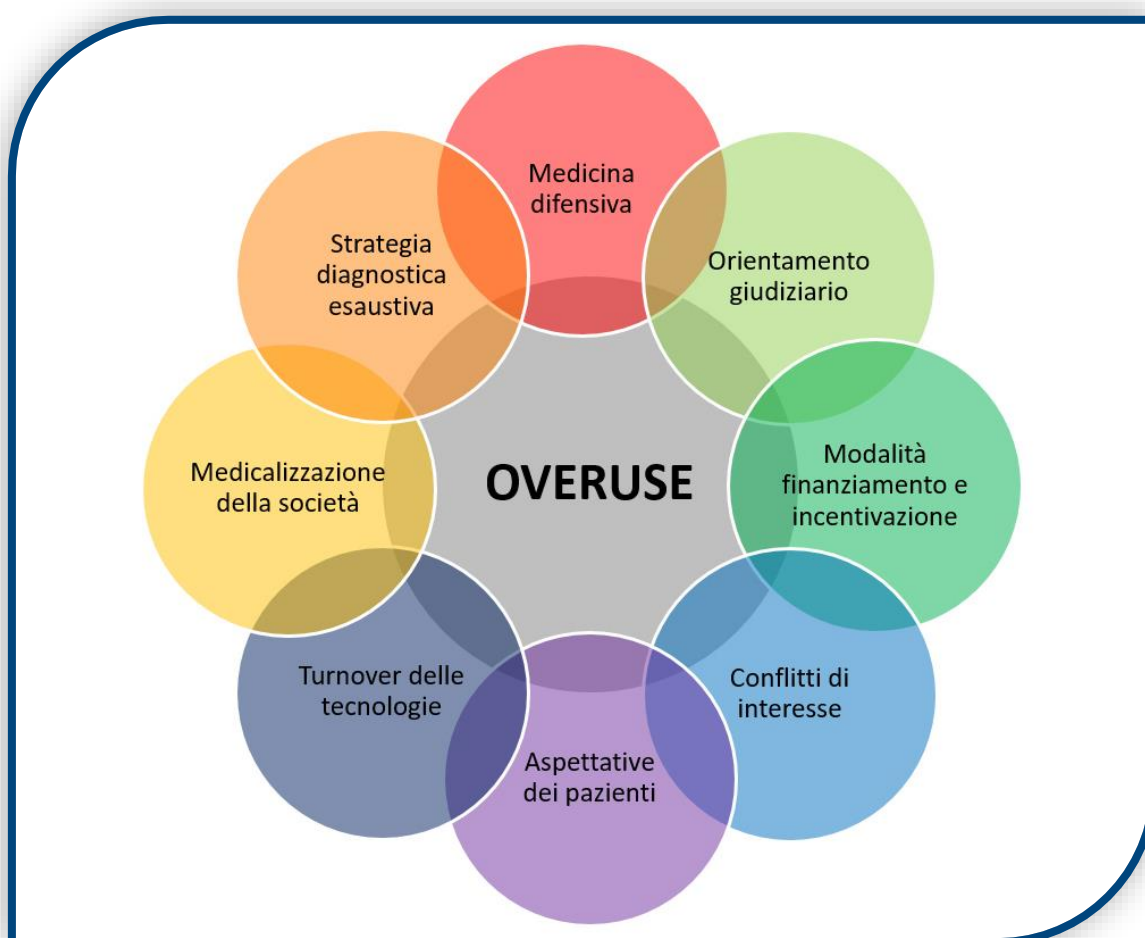 Medicina
difensiva
Orientamento
giudiziario
Modalità
finanziamento e
incentivazione
Conflitti di
interesse
Aspettative
dei pazienti
Turnover delle
tecnologie
Medicalizzazione
della società
Strategia
diagnostica
esaustiva
OVERUSE